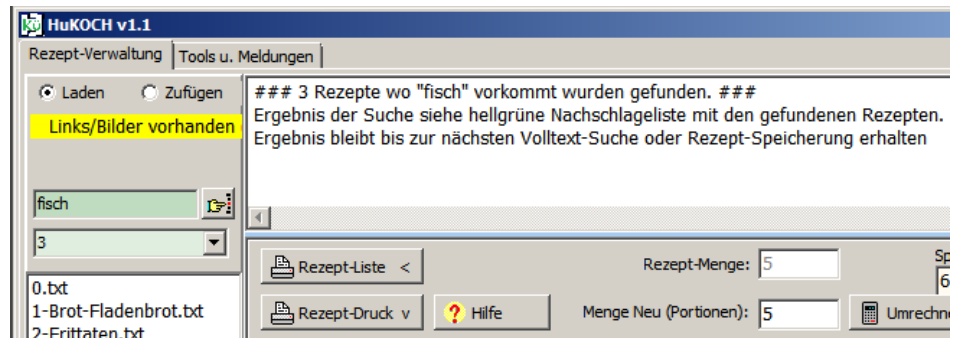 HuKOCH v1.1
Rezept-Verwaltung Tools u. Meldungen
Laden Zufügen
Links/Bilder vorhanden
### 3 Rezepte wo "fisch" vorkommt wurden gefunden. ###
Ergebnis der Suche siehe hellgrüne Nachschlageliste mit den gefundenen Rezepten.
Ergebnis bleibt bis zur nächsten Volltext-Suche oder Rezept-Speicherung erhalten
fisch
3
0.txt
1-Brot-Fladenbrot.txt
2-Frittaten.txt
Rezept-Liste <
Rezept-Menge: 5
Rezept-Druck v
? Hilfe
Menge Neu (Portionen): 5